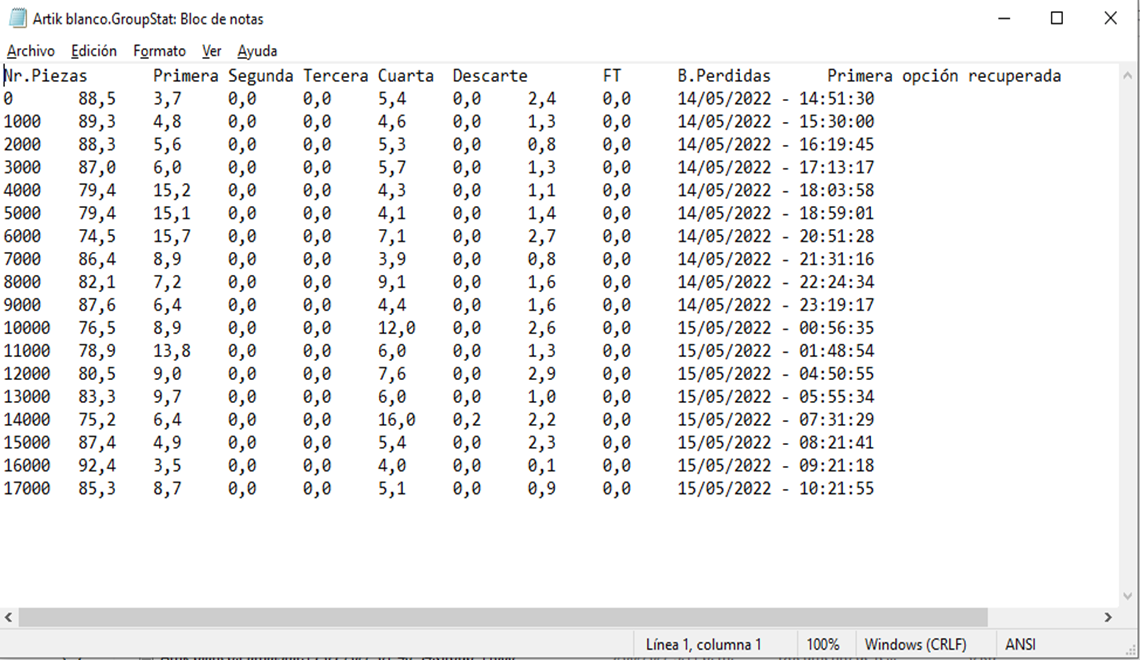 Artik blanco.GroupStat: Bloc de notas
Archivo Edición Formato Ver Ayuda
Nr.Piezas Primera Segunda Tercera Cuarta Descarte FT B.Perdidas Primera opción recuperada
0 88,5 3,7 0,0 0,0 5,4 0,0 2,4 0,0 14/05/2022 - 14:51:30
1000 89,3 4,8 0,0 0,0 4,6 0,0 1,3 0,0 14/05/2022 - 15:30:00
2000 88,3 5,6 0,0 0,0 5,3 0,0 0,8 0,0 14/05/2022 - 16:19:45
3000 87,0 6,0 0,0 0,0 5,7 0,0 1,3 0,0 14/05/2022 - 17:13:17
4000 79,4 15,2 0,0 0,0 4,3 0,0 1,1 0,0 14/05/2022 - 18:03:58
5000 79,4 15,1 0,0 0,0 4,1 0,0 1,4 0,0 14/05/2022 - 18:59:01
6000 74,5 15,7 0,0 0,0 7,1 0,0 2,7 0,0 14/05/2022 - 20:51:28
7000 86,4 8,9 0,0 0,0 3,9 0,0 0,8 0,0 14/05/2022 - 21:31:16
8000 82,1 7,2 0,0 0,0 9,1 0,0 1,6 0,0 14/05/2022 - 22:24:34
9000 87,6 6,4 0,0 0,0 4,4 0,0 1,6 0,0 14/05/2022 - 23:19:17
10000 76,5 8,9 0,0 0,0 12,0 0,0 2,6 0,0 15/05/2022 - 00:56:35
11000 78,9 13,8 0,0 0,0 6,0 0,0 1,3 0,0 15/05/2022 - 01:48:54
12000 80,5 9,0 0,0 0,0 7,6 0,0 2,9 0,0 15/05/2022 - 04:50:55
13000 83,3 9,7 0,0 0,0 6,0 0,0 1,0 0,0 15/05/2022 - 05:55:34
14000 75,2 6,4 0,0 0,0 16,0 0,2 2,2 0,0 15/05/2022 - 07:31:29
15000 87,4 4,9 0,0 0,0 5,4 0,0 2,3 0,0 15/05/2022 - 08:21:41
16000 92,4 3,5 0,0 0,0 4,0 0,0 0,1 0,0 15/05/2022 - 09:21:18
17000 85,3 8,7 0,0 0,0 5,1 0,0 0,9 0,0 15/05/2022 - 10:21:55
Línea 1, columna 1 100% Windows (CRLF) ANSI